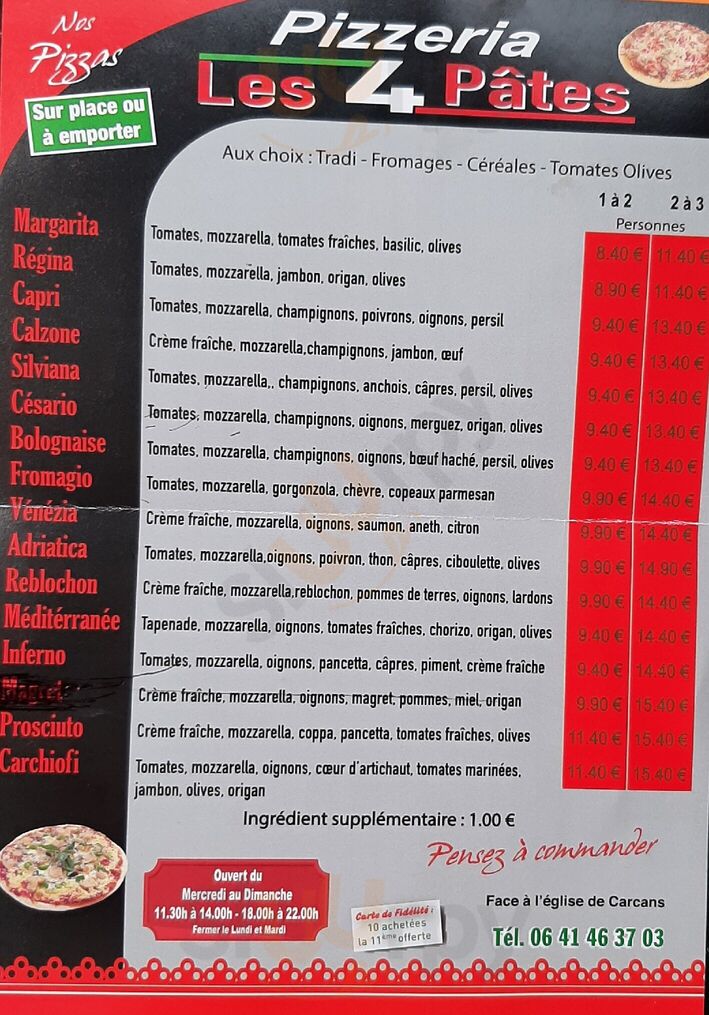 Nos
Pizzas
Sur place ou
à emporter
Pizzeria
Les 4 Pâtes
Aux choix : Tradi - Fromages - Céréales - Tomates Olives
1 à 2 2 à 3
Personnes
Margarita Tomates, mozzarella, tomates fraîches, basilic, olives 8.40 € 11.40 €
Régina Tomates, mozzarella, jambon, origan, olives 8.90 € 11.40 €
Capri Tomates, mozzarella, champignons, poivrons, oignons, persil 9.40 € 13.40 €
Calzone Crème fraîche, mozzarella,champignons, jambon, œuf 9.40 € 13.40 €
Silviana Tomates, mozzarella,, champignons, anchois, câpres, persil, olives 9.40 € 13.40 €
Césario Tomates, mozzarella, champignons, oignons, merguez, origan, olives 9.40 € 13.40 €
Bolognaise Tomates, mozzarella, champignons, oignons, bœuf haché, persil, olives 9.40 € 13.40 €
Fromagio Tomates, mozzarella, gorgonzola, chèvre, copeaux parmesan 9.90 € 14.40 €
Vénézia Crème fraîche, mozzarella, oignons, saumon, aneth, citron 9.90 € 14.40 €
Adriatica Tomates, mozzarella,oignons, poivron, thon, câpres, ciboulette, olives 9.90 € 14.90 €
Reblochon Crème fraîche, mozzarella,reblochon, pommes de terres, oignons, lardons 9.90 € 14.40 €
Méditérranée Tapenade, mozzarella, oignons, tomates fraîches, chorizo, origan, olives 9.40 € 14.40 €
Inferno Tomates, mozzarella, oignons, pancetta, câpres, piment, crème fraîche 9.40 € 14.40 €
Magret Crème fraîche, mozzarella, oignons, magret, pommes, miel, origan 9.90 € 15.40 €
Prosciuto Crème fraîche, mozzarella, coppa, pancetta, tomates fraîches, olives 11.40 € 15.40 €
Carchiofi Tomates, mozzarella, oignons, cœur d'artichaut, tomates marinées, 11.40 € 15.40 €
jambon, olives, origan
Ingrédient supplémentaire : 1.00 €
Pensez à commander
Ouvert du
Mercredi au Dimanche
11.30h à 14.00h - 18.00h à 22.00h
Fermer le Lundi et Mardi
Carte de Fidélité :
10 achetées
la 11ème offerte
Face à l'église de Carcans
Tél. 06 41 46 37 03